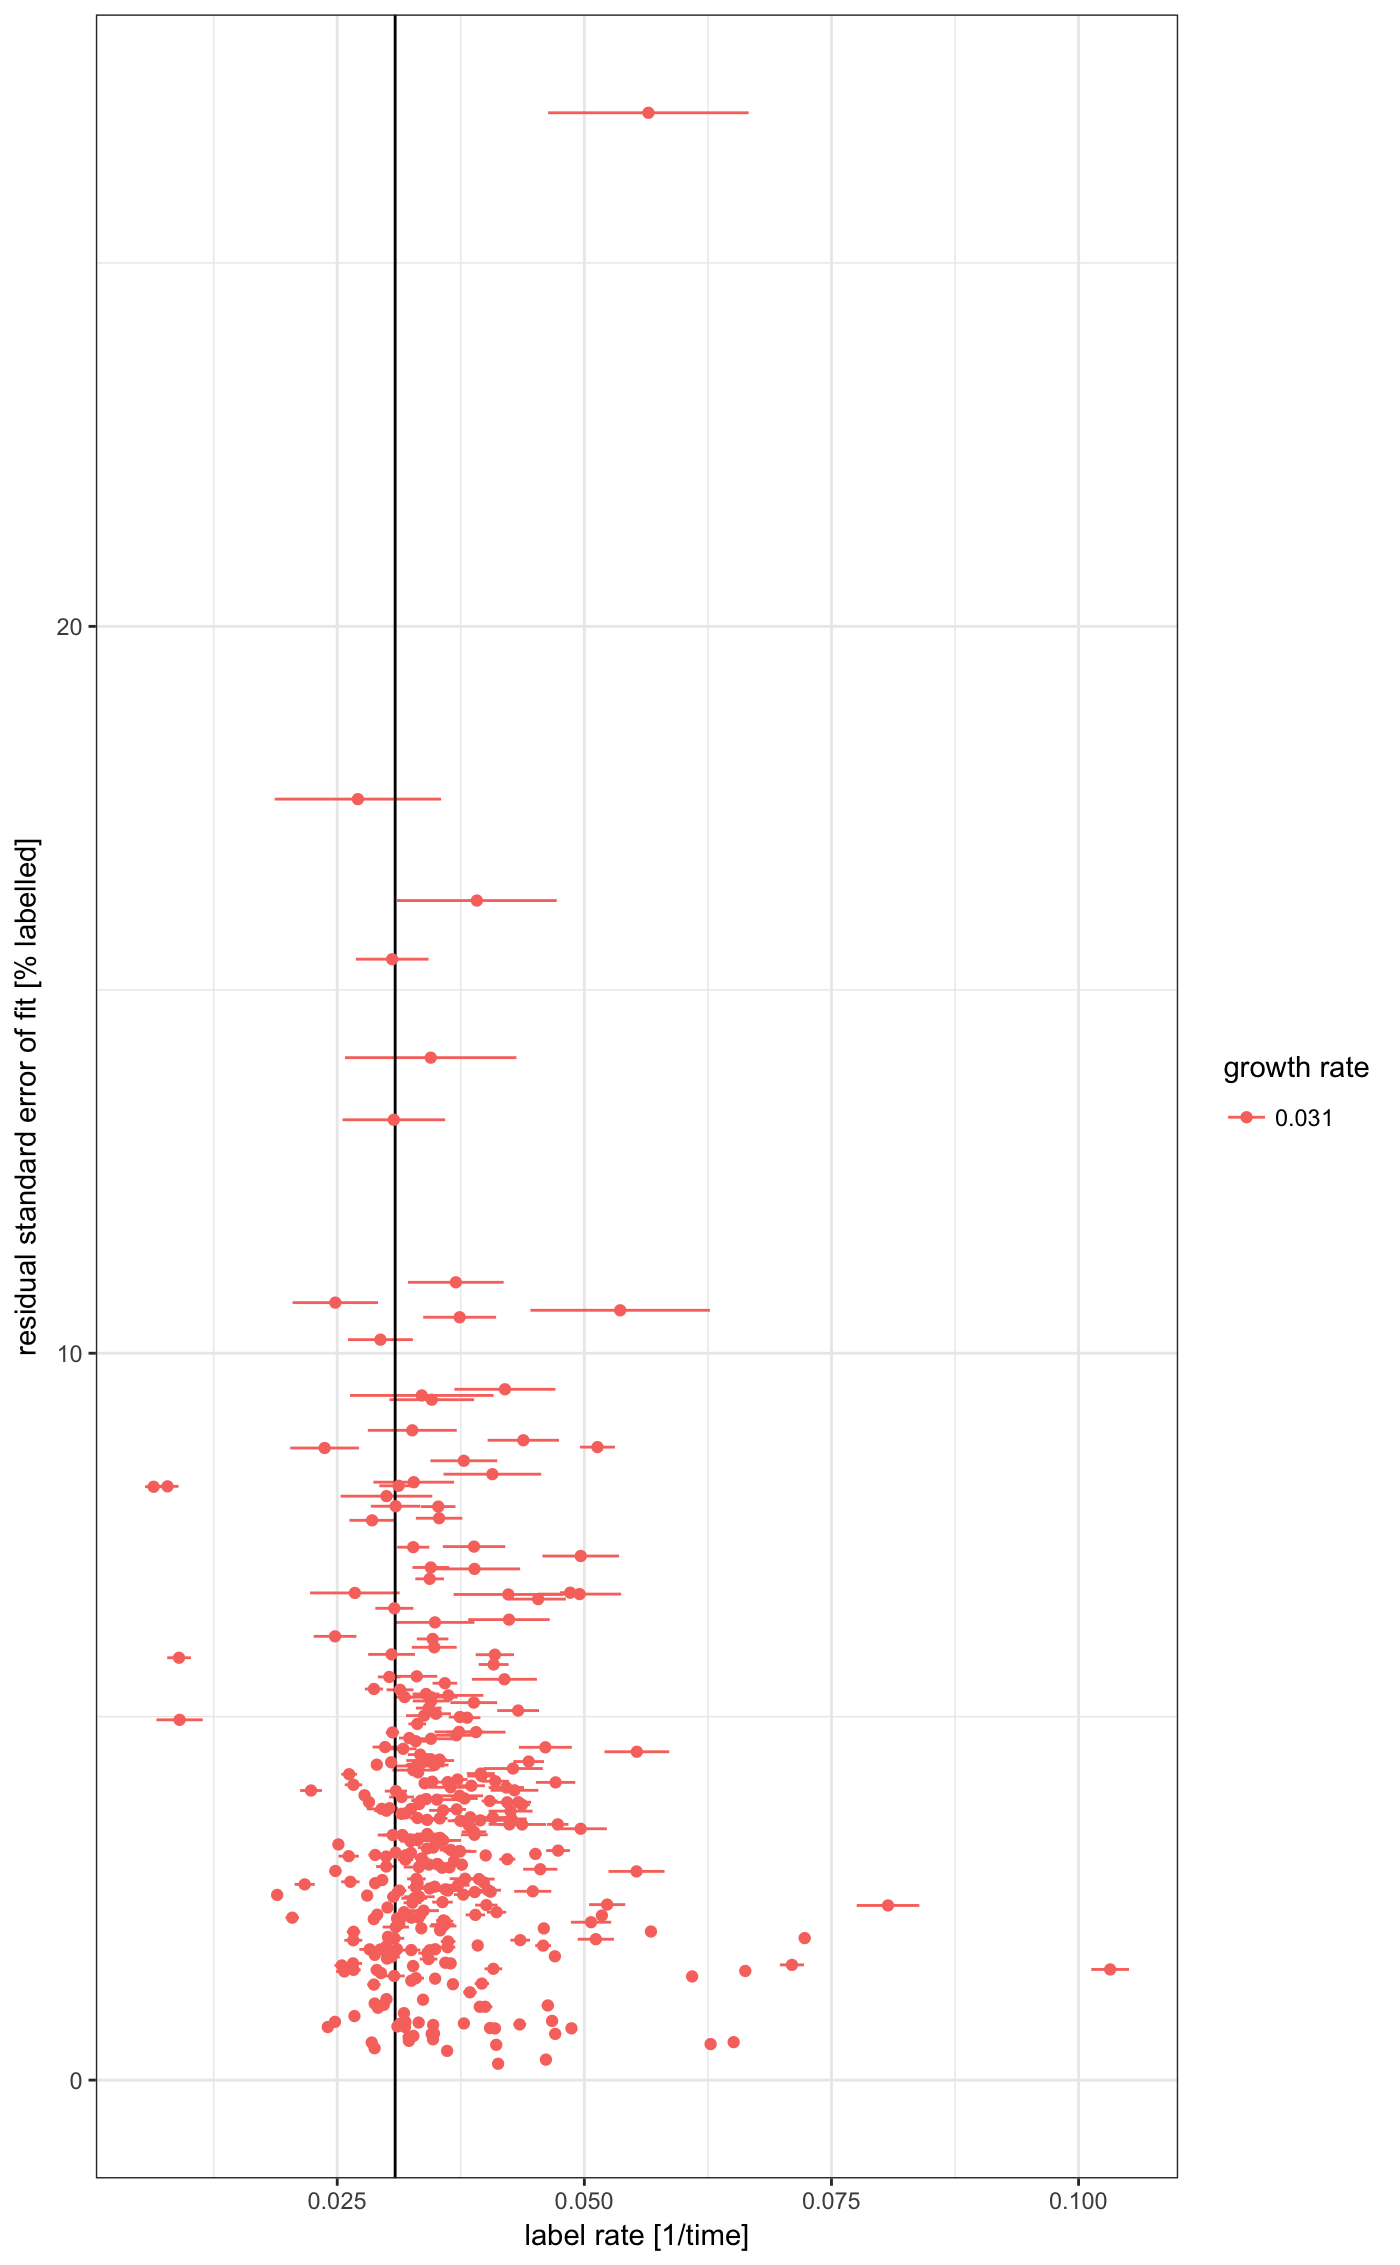 residual standard error of fit [% labelled]
20
10
0
0.025
0.050
0.075
0.100
label rate [1/time]
growth rate
0.031